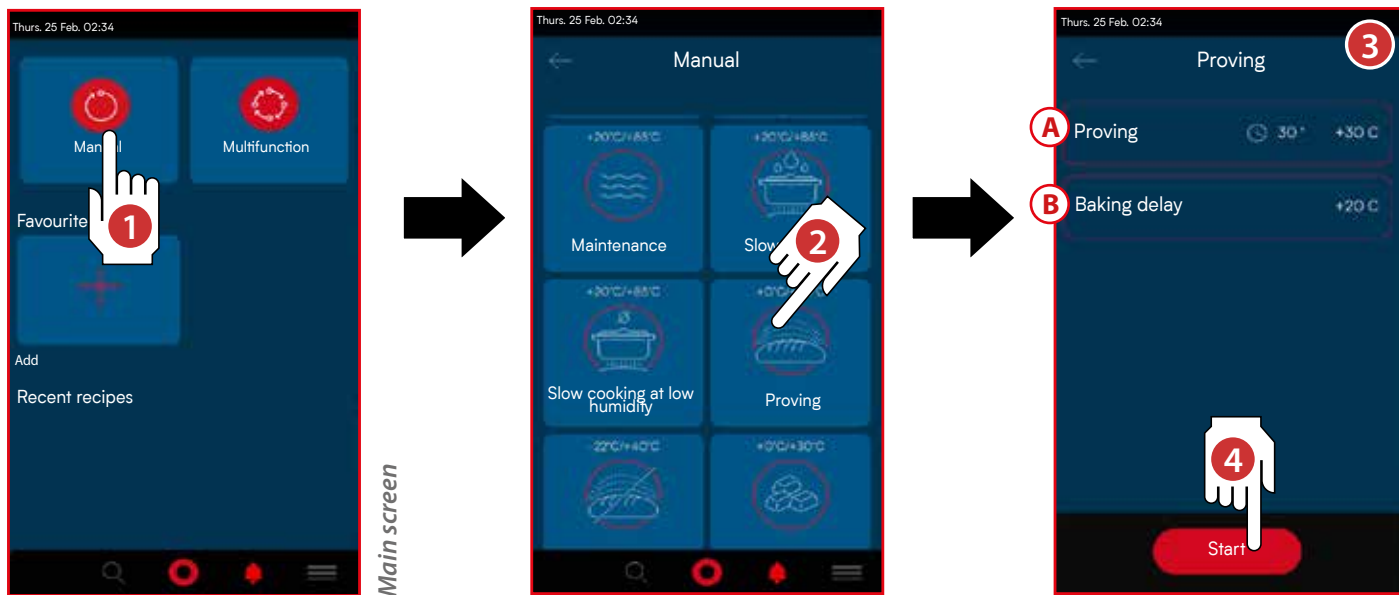 Thurs. 25 Feb. 02:34
Manual
Multifunction
1
Favourite
Add
Recent recipes
Main screen
Thurs. 25 Feb. 02:34
Manual
+20°C/+85°C
+20°C/+85°C
Maintenance
Slow
2
+20°C/+85°C
Slow cooking at low
humidity
Proving
-22°C/+40°C
+0°C/+30°C
Thurs. 25 Feb. 02:34
3
Proving
A
Proving
30'
+30 C
B
Baking delay
+20 C
4
Start